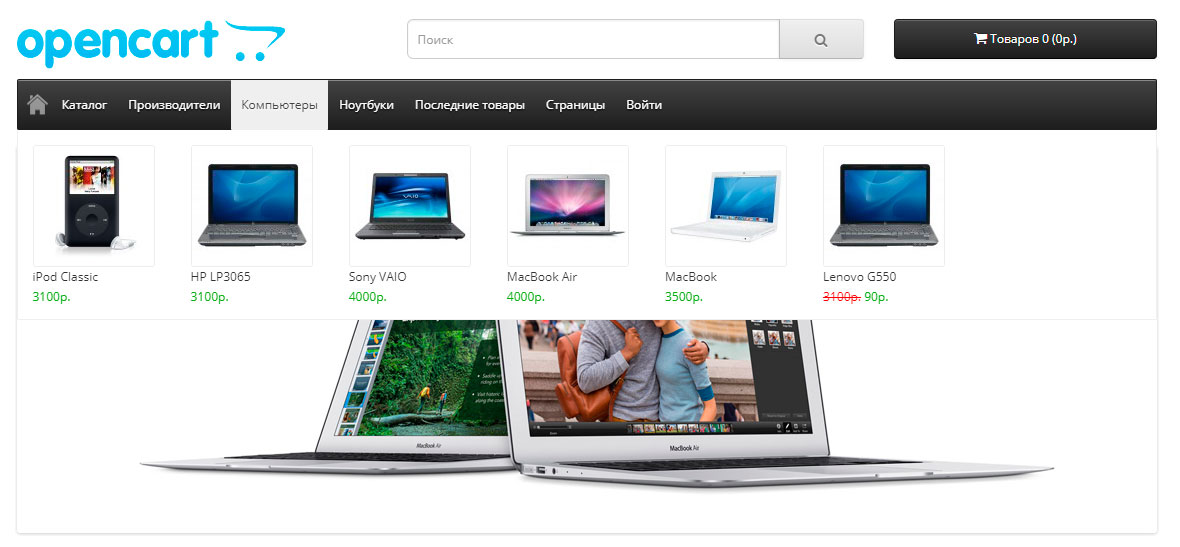 opencart
Поиск
Товаров 0 (0р.)
Каталог Производители Компьютеры Ноутбуки Последние товары Страницы Войти
iPod Classic HP LP3065 Sony VAIO MacBook Air MacBook Lenovo G550
3100р. 3100р. 4000р. 4000р. 3500р. 3100р. 90р.
MacBook Air MacBook Air